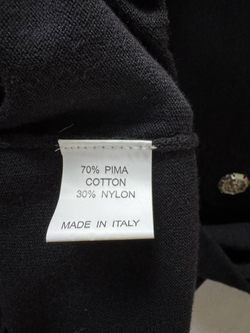 70% PIMA
COTTON
30% NYLON
MADE IN ITALY